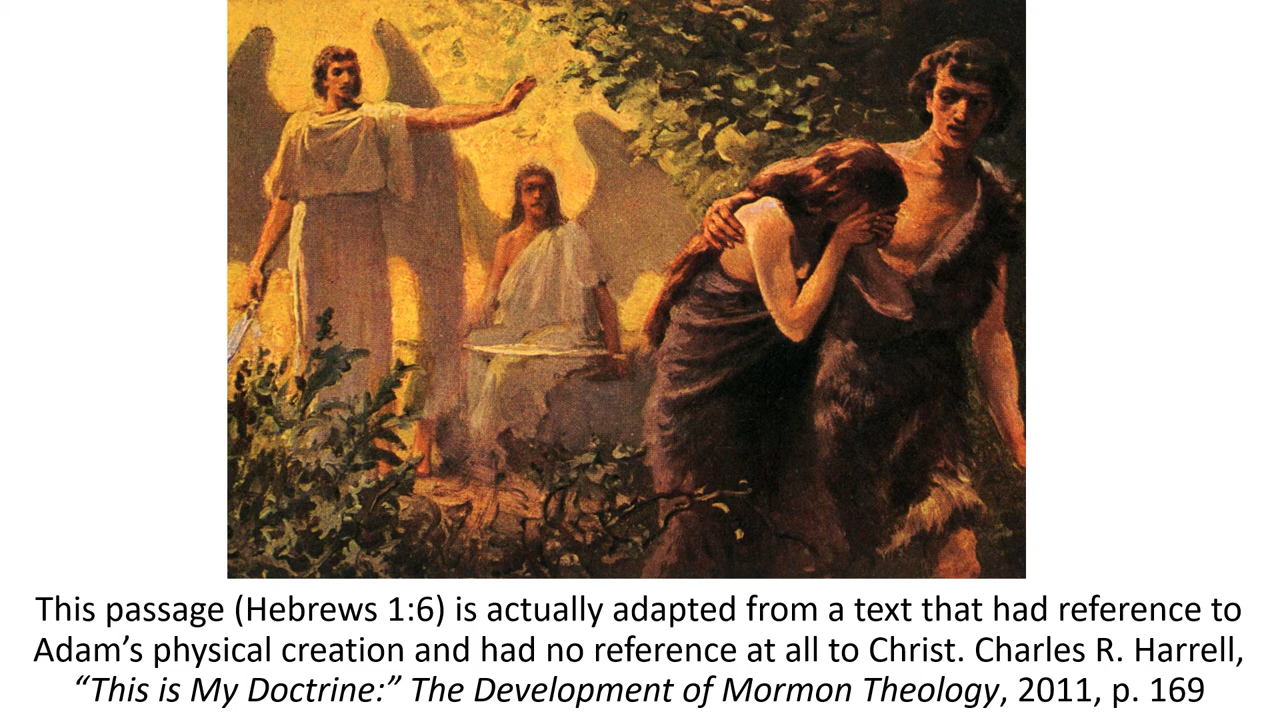 This passage (Hebrews 1:6) is actually adapted from a text that had reference to
Adam’s physical creation and had no reference at all to Christ. Charles R. Harrell,
“This is My Doctrine:” The Development of Mormon Theology, 2011, p. 169